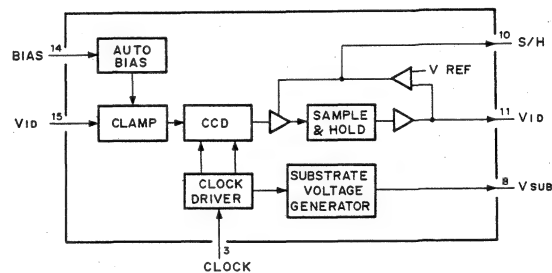 BIAS 14
AUTO
BIAS
10 S/H
V REF
VID 15
CLAMP
CCD
SAMPLE
& HOLD
11 VID
CLOCK
DRIVER
SUBSTRATE
VOLTAGE
GENERATOR
8 VSUB
3
CLOCK